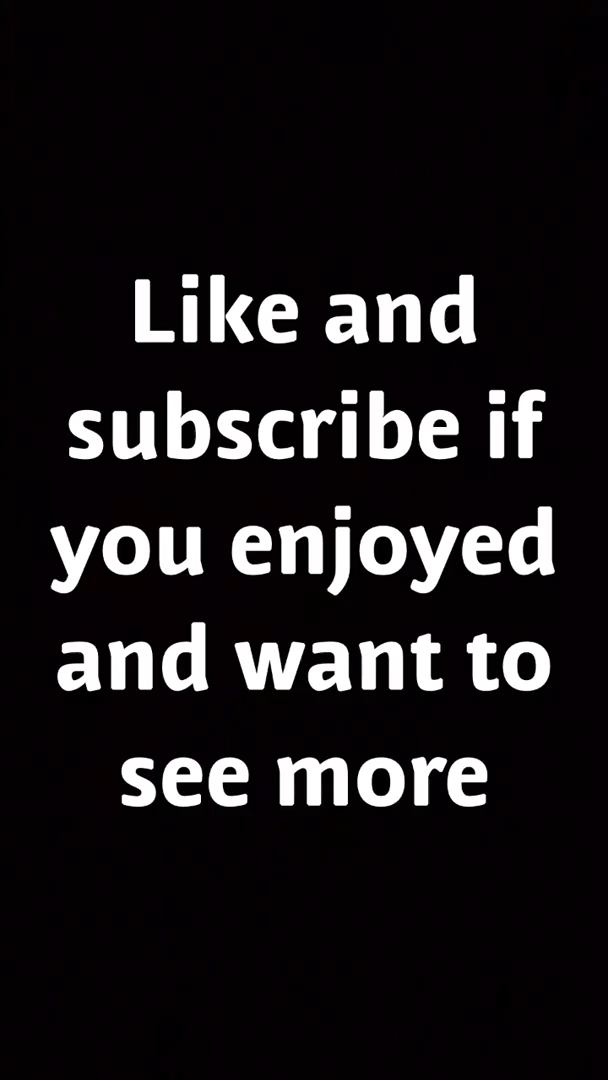 Like and
subscribe if
you enjoyed
and want to
see more